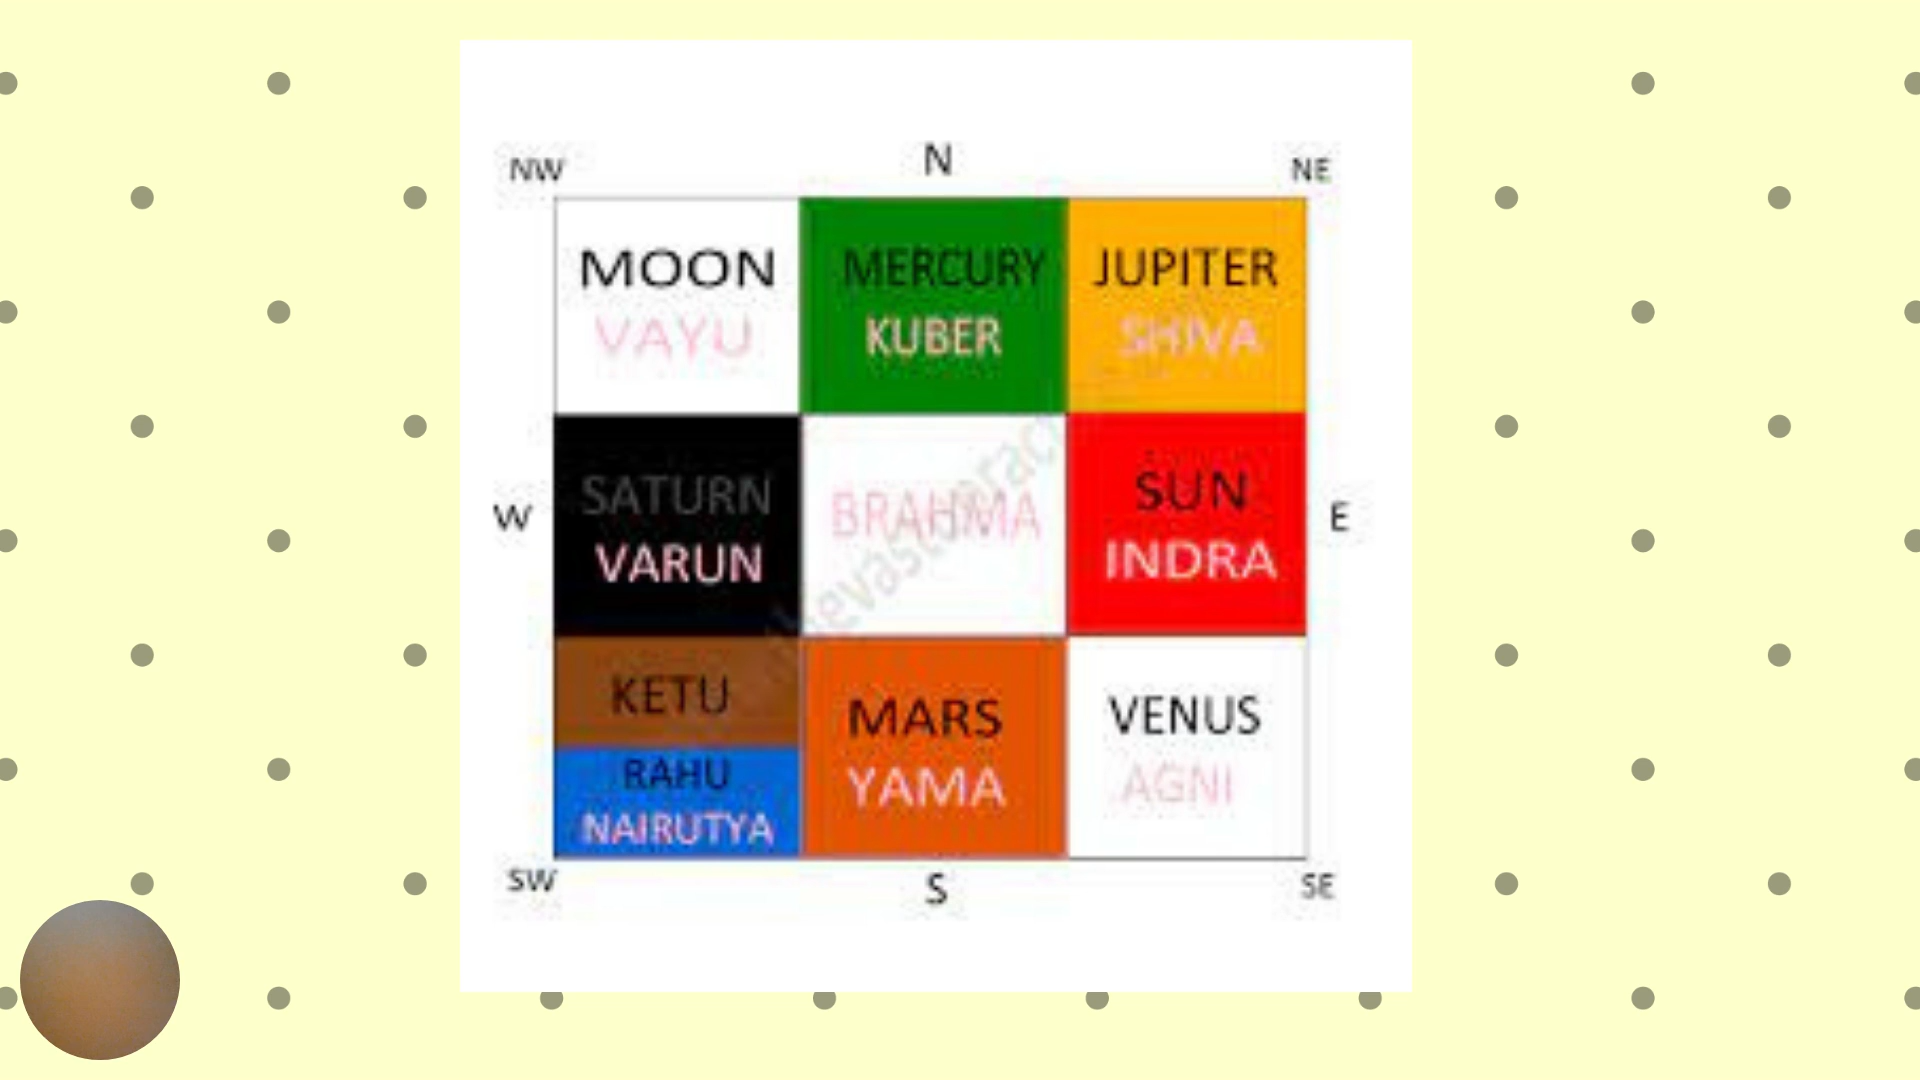 N
NW
NE
MOON
VAYU
MERCURY
KUBER
JUPITER
SHIVA
W
SATURN
VARUN
BRAHMA
SUN
INDRA
E
KETU
RAHU
NAIRUTYA
MARS
YAMA
VENUS
AGNI
SW
S
SE